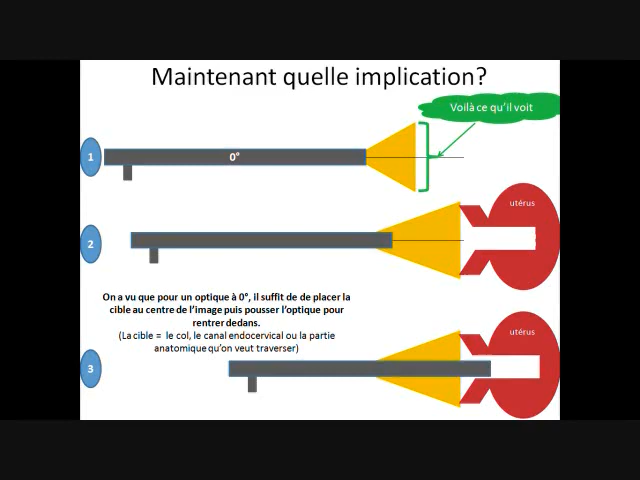 Maintenant quelle implication?
Voilà ce qu'il voit
1
0°
utérus
2
On a vu que pour un optique à 0°, il suffit de de placer la
cible au centre de l'image puis pousser l'optique pour
rentrer dedans.
(La cible = le col, le canal endocervical ou la partie
anatomique qu'on veut traverser)
utérus
3